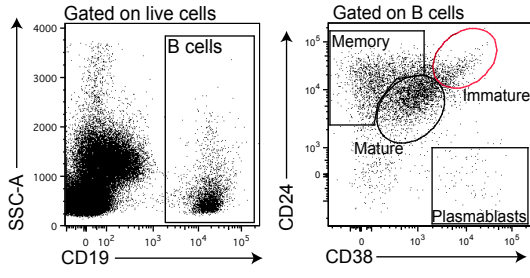 Gated on live cells
B cells
SSC-A
4000
3000
2000
1000
0
0
10²
10³
10⁴
10⁵
CD19
Gated on B cells
Memory
Immature
Mature
Plasmablasts
CD24
10⁵
10⁴
10³
0
0
10³
10⁴
10⁵
CD38